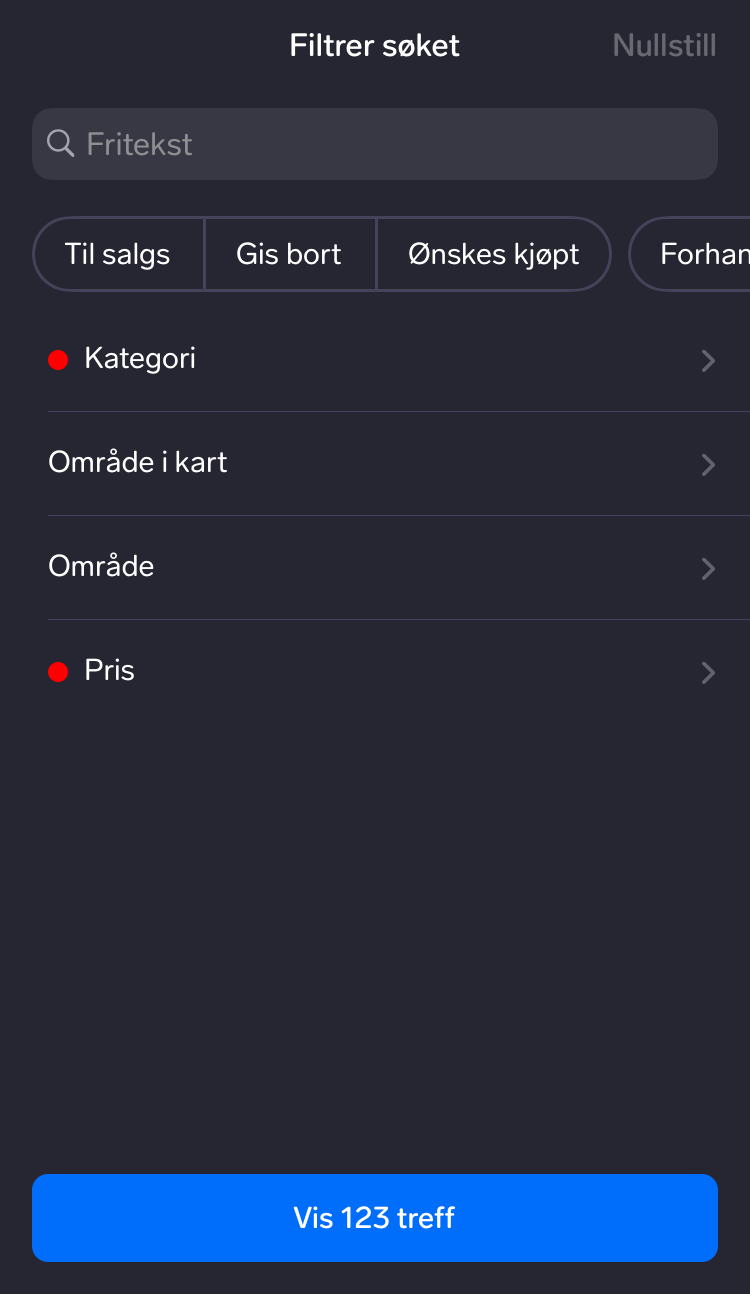 Filtrer søket Nullstill
Fritekst
Til salgs Gis bort Ønskes kjøpt Forhan
Kategori
Område i kart
Område
Pris
Vis 123 treff